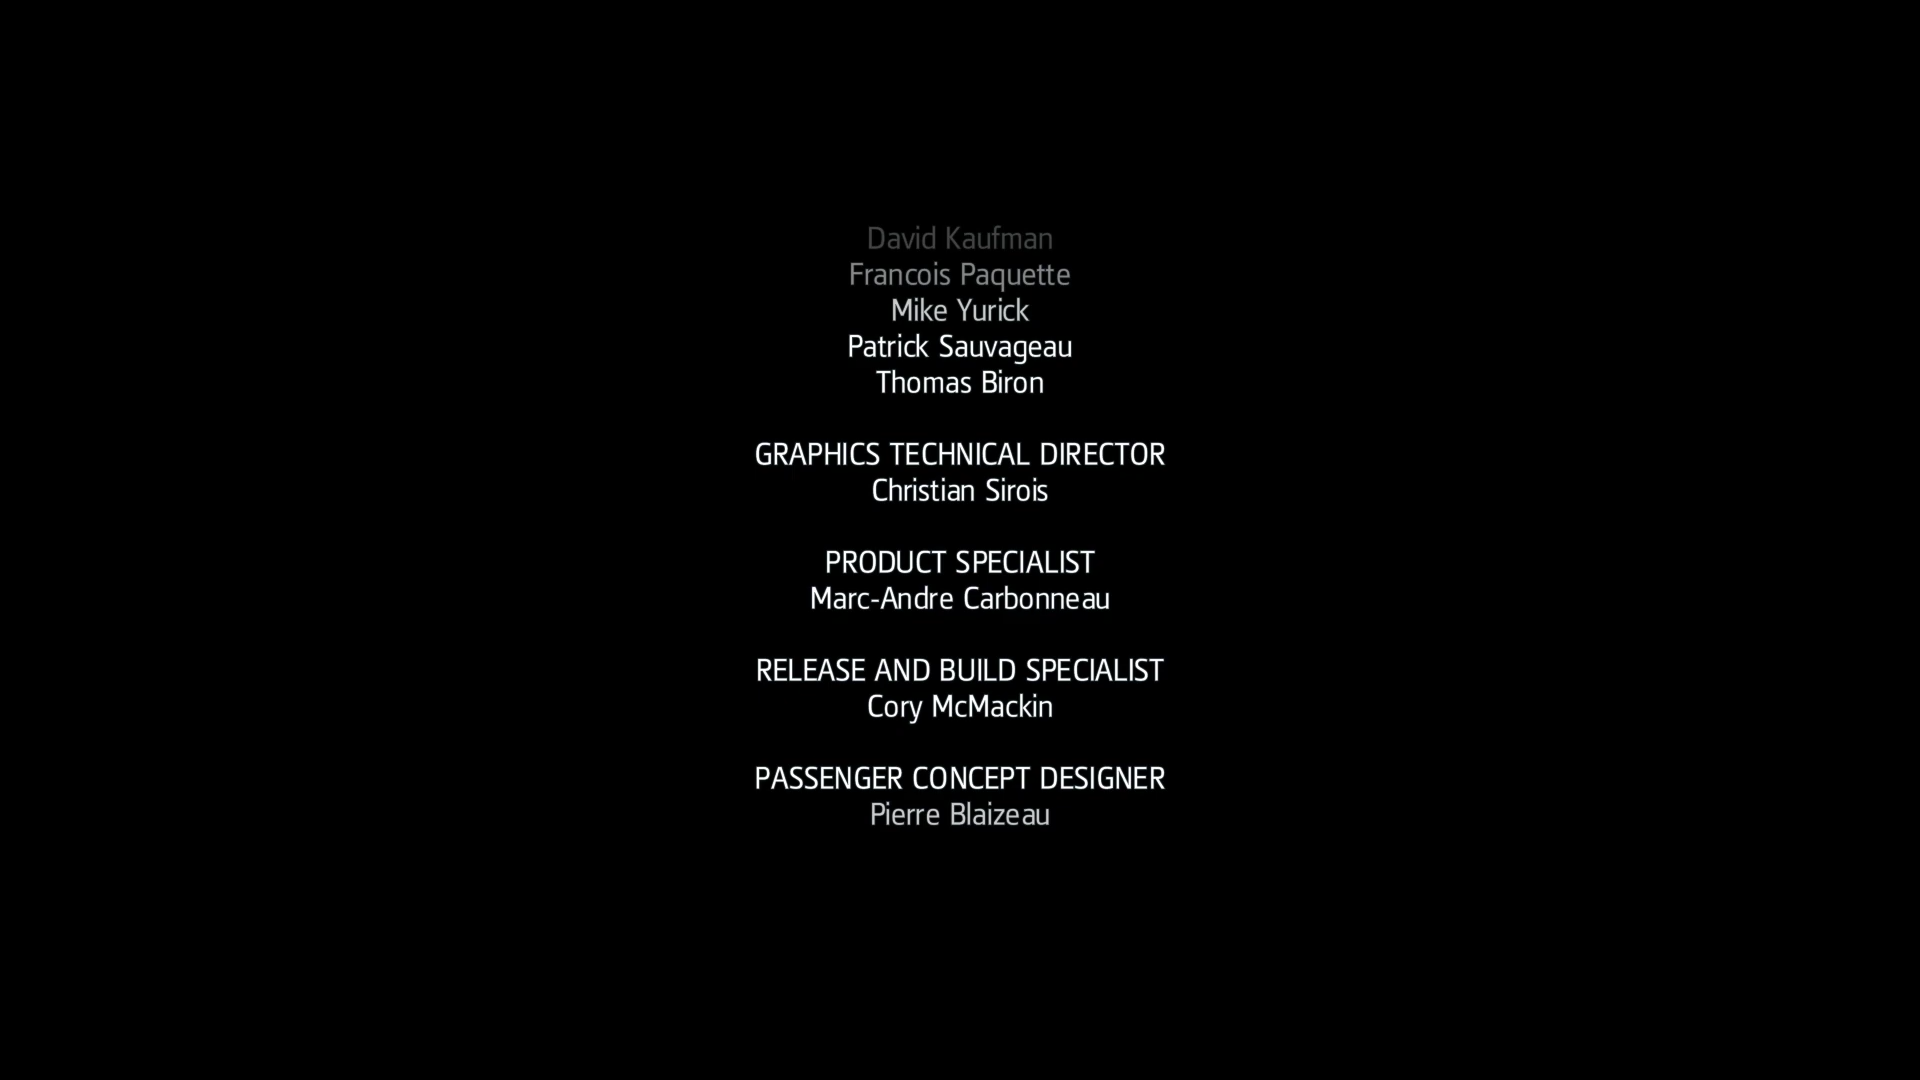 David Kaufman
Francois Paquette
Mike Yurick
Patrick Sauvageau
Thomas Biron
GRAPHICS TECHNICAL DIRECTOR
Christian Sirois
PRODUCT SPECIALIST
Marc-Andre Carbonneau
RELEASE AND BUILD SPECIALIST
Cory McMackin
PASSENGER CONCEPT DESIGNER
Pierre Blaizeau